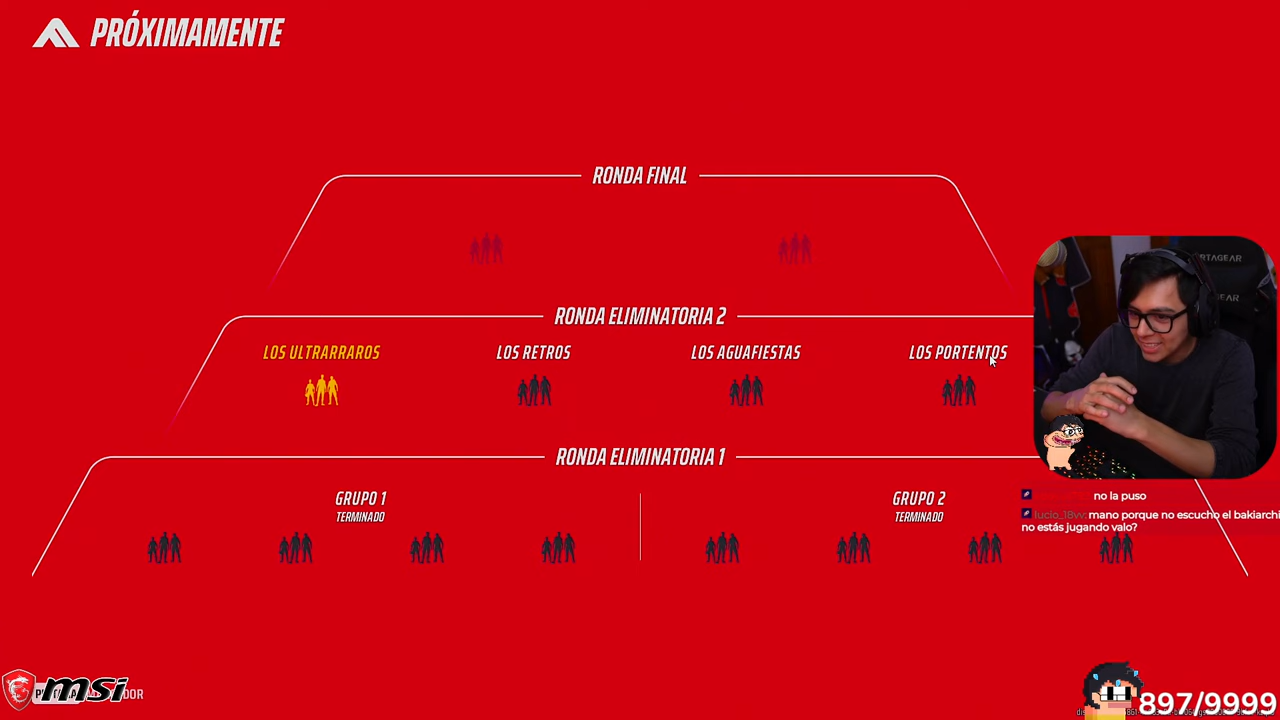 PRÓXIMAMENTE
RONDA FINAL
RONDA ELIMINATORIA 2
LOS ULTRARRAROS
LOS RETROS
LOS AGUAFIESTAS
LOS PORTENTOS
RONDA ELIMINATORIA 1
GRUPO 1
TERMINADO
GRUPO 2
TERMINADO
no la puso
lucio_18vv: mano porque no escucho el bakiarchi
no estás jugando valo?
msi
897/9999